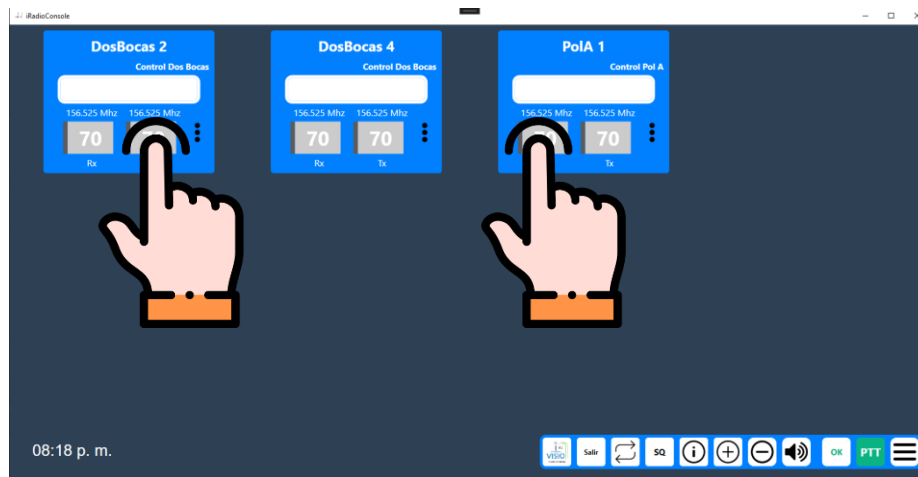 iRadioConsole
DosBocas 2
Control Dos Bocas
156.525 Mhz 156.525 Mhz
70
Rx
DosBocas 4
Control Dos Bocas
156.525 Mhz 156.525 Mhz
70 70
Rx Tx
PolA 1
Control Pol A
156.525 Mhz 156.525 Mhz
70
Tx
08:18 p. m.
VISIO
Salir
SQ
OK
PTT